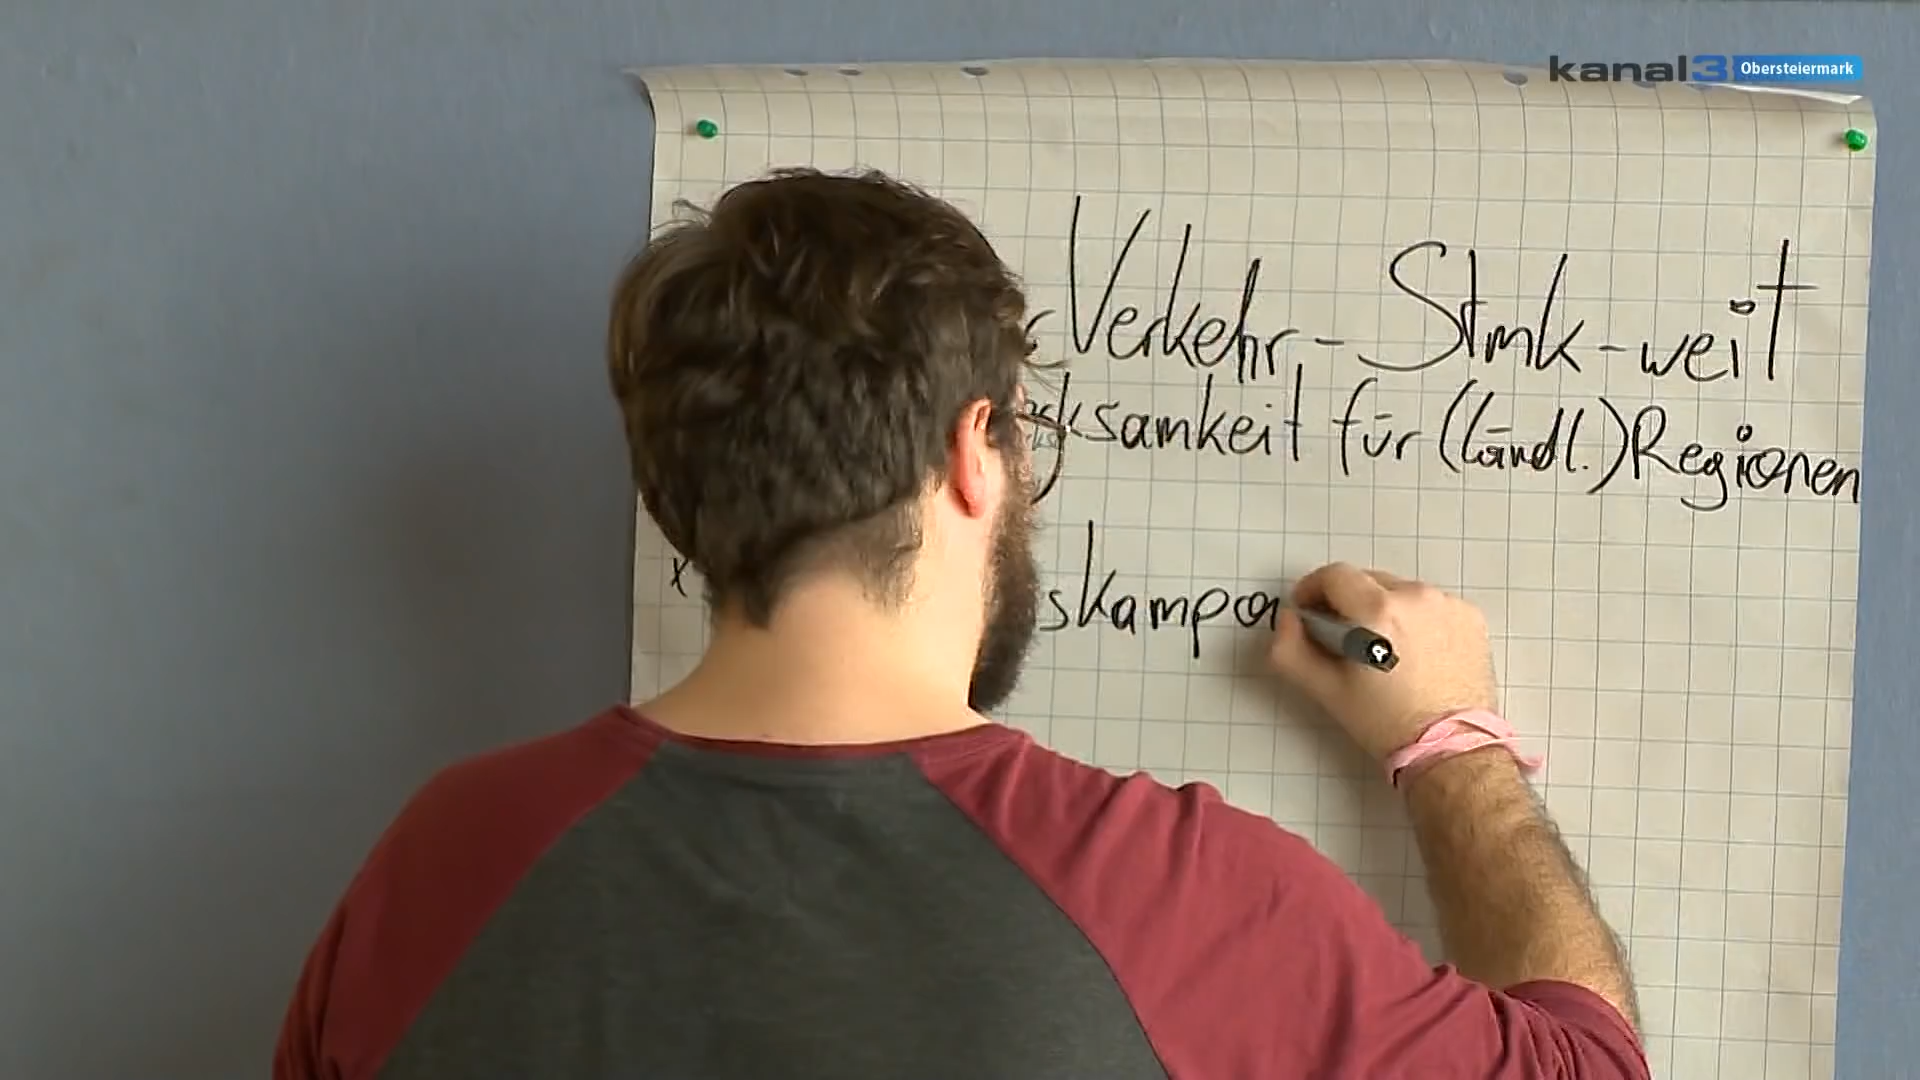 kanal3 Obersteiermark
Verkehr - Stmk-weit
ksamkeit für (ländl.) Regionen
x skampa